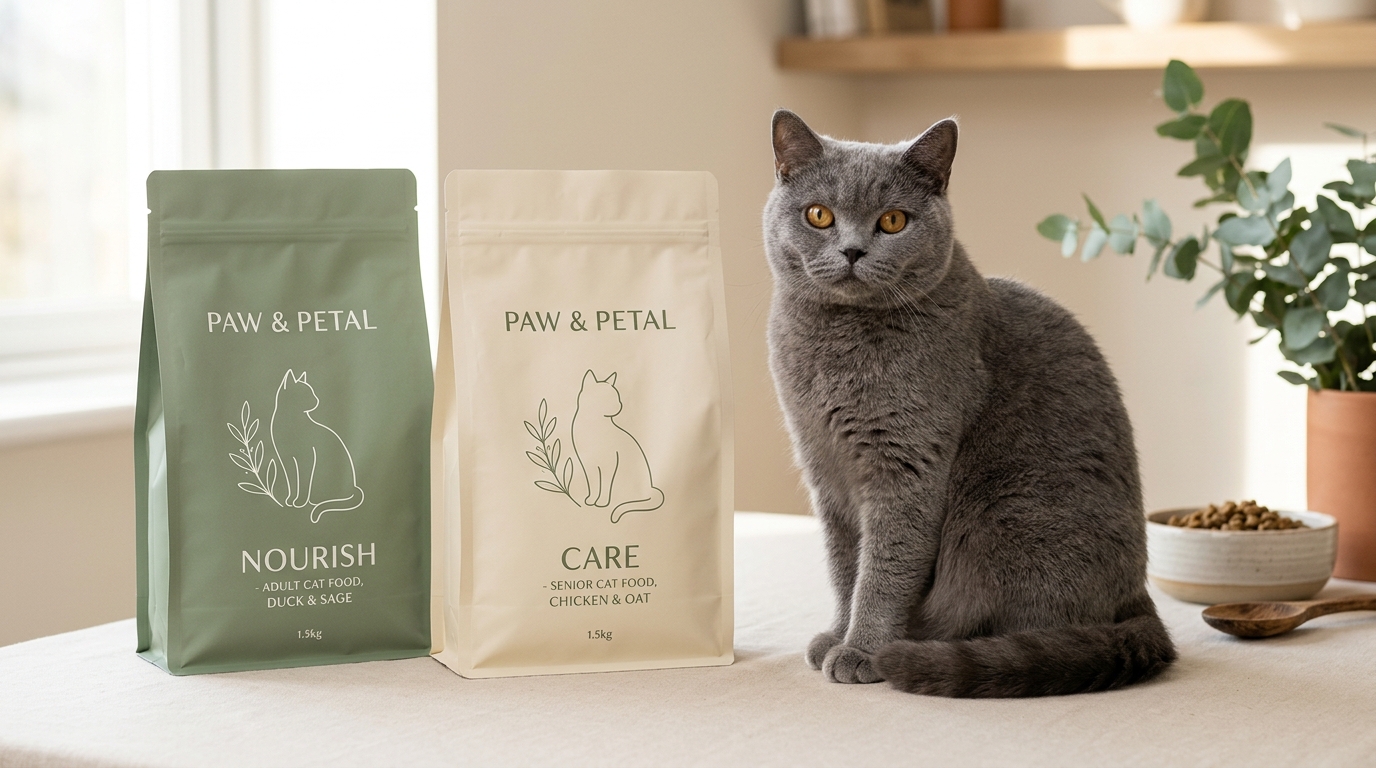 PAW & PETAL
NOURISH
- ADULT CAT FOOD,
DUCK & SAGE
1.5kg
PAW & PETAL
CARE
- SENIOR CAT FOOD,
CHICKEN & OAT
1.5kg